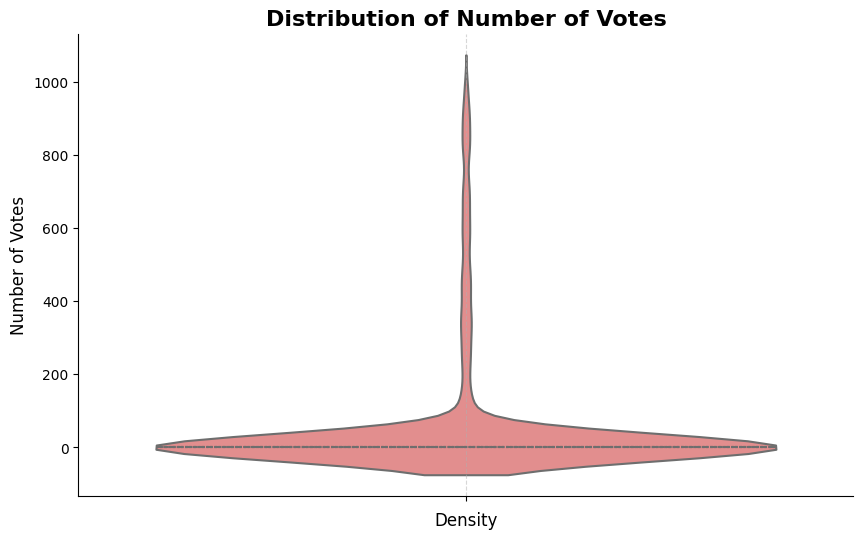 Distribution of Number of Votes
1000
800
600
400
200
0
Number of Votes
Density